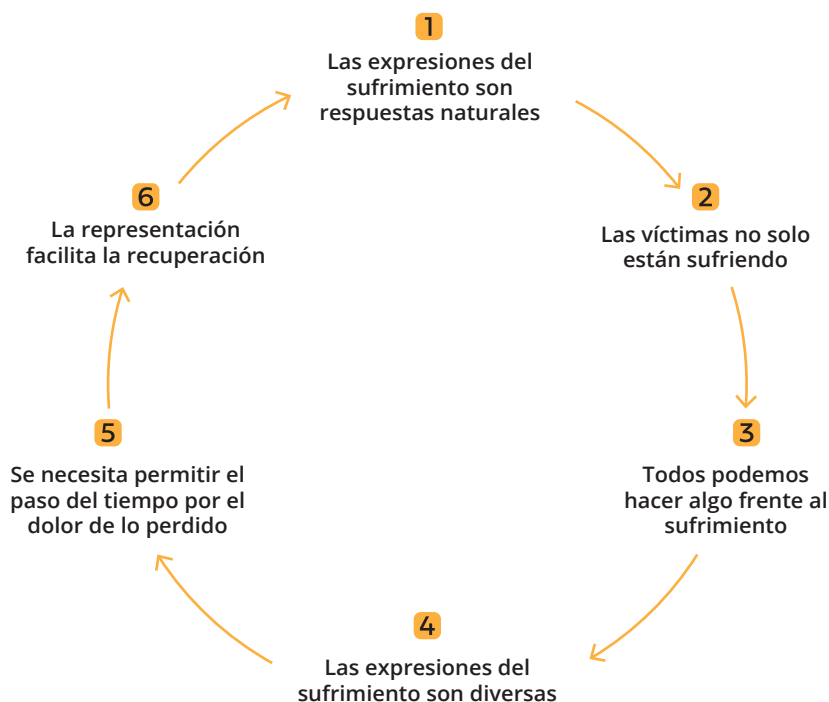 1
Las expresiones del
sufrimiento son
respuestas naturales
2
Las víctimas no solo
están sufriendo
3
Todos podemos
hacer algo frente al
sufrimiento
4
Las expresiones del
sufrimiento son diversas
5
Se necesita permitir el
paso del tiempo por el
dolor de lo perdido
6
La representación
facilita la recuperación